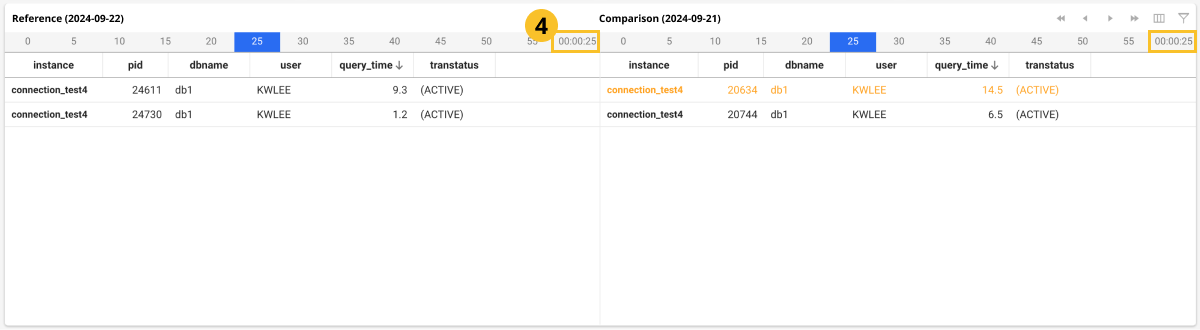 Reference (2024-09-22)
4
Comparison (2024-09-21)
0 5 10 15 20 25 30 35 40 45 50 55 00:00:25
0 5 10 15 20 25 30 35 40 45 50 55 00:00:25
instance pid dbname user query_time ↓ transtatus
instance pid dbname user query_time ↓ transtatus
connection_test4 24611 db1 KWLEE 9.3 (ACTIVE)
connection_test4 20634 db1 KWLEE 14.5 (ACTIVE)
connection_test4 24730 db1 KWLEE 1.2 (ACTIVE)
connection_test4 20744 db1 KWLEE 6.5 (ACTIVE)